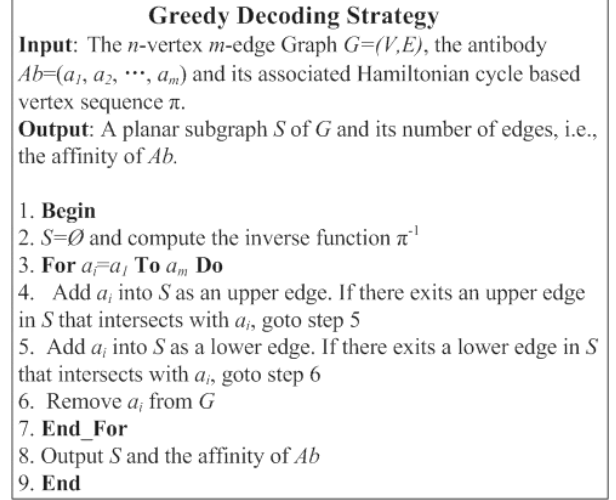 Greedy Decoding Strategy
Input: The n-vertex m-edge Graph G=(V,E), the antibody
Ab=(a₁, a₂, ···, aₘ) and its associated Hamiltonian cycle based
vertex sequence π.
Output: A planar subgraph S of G and its number of edges, i.e.,
the affinity of Ab.
1. Begin
2. S=Ø and compute the inverse function π⁻¹
3. For aᵢ=a₁ To aₘ Do
4. Add aᵢ into S as an upper edge. If there exits an upper edge
in S that intersects with aᵢ, goto step 5
5. Add aᵢ into S as a lower edge. If there exits a lower edge in S
that intersects with aᵢ, goto step 6
6. Remove aᵢ from G
7. End_For
8. Output S and the affinity of Ab
9. End